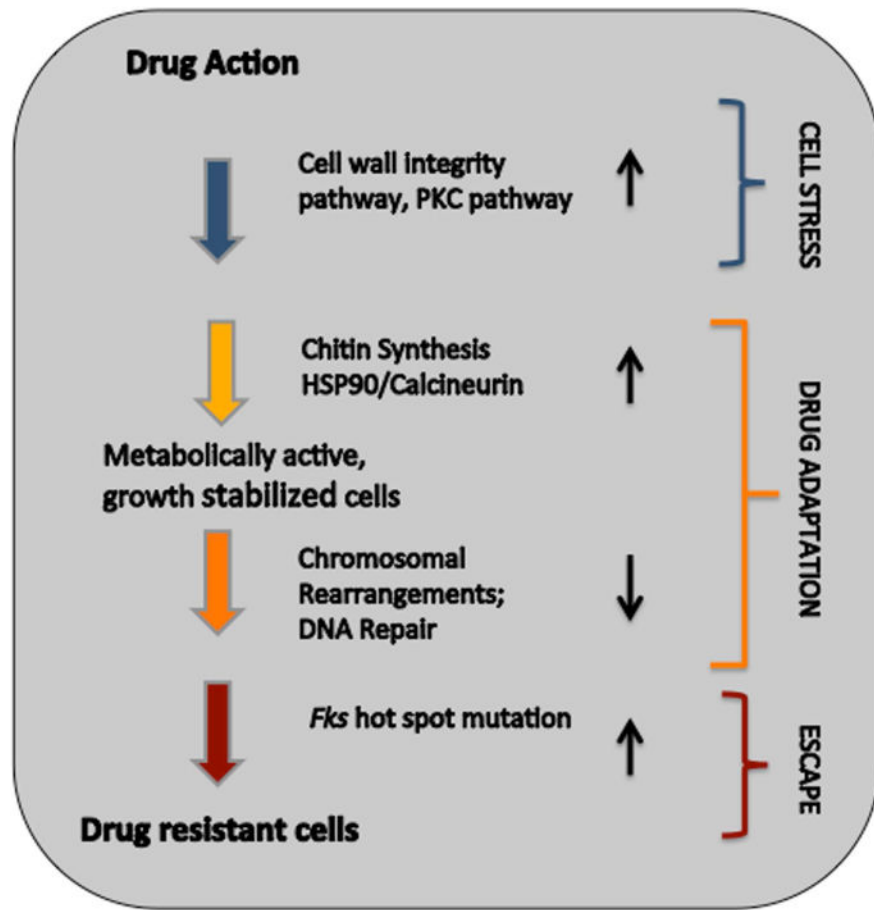 Drug Action
Cell wall integrity
pathway, PKC pathway
CELL STRESS
Chitin Synthesis
HSP90/Calcineurin
Metabolically active,
growth stabilized cells
Chromosomal
Rearrangements;
DNA Repair
DRUG ADAPTATION
Fks hot spot mutation
ESCAPE
Drug resistant cells